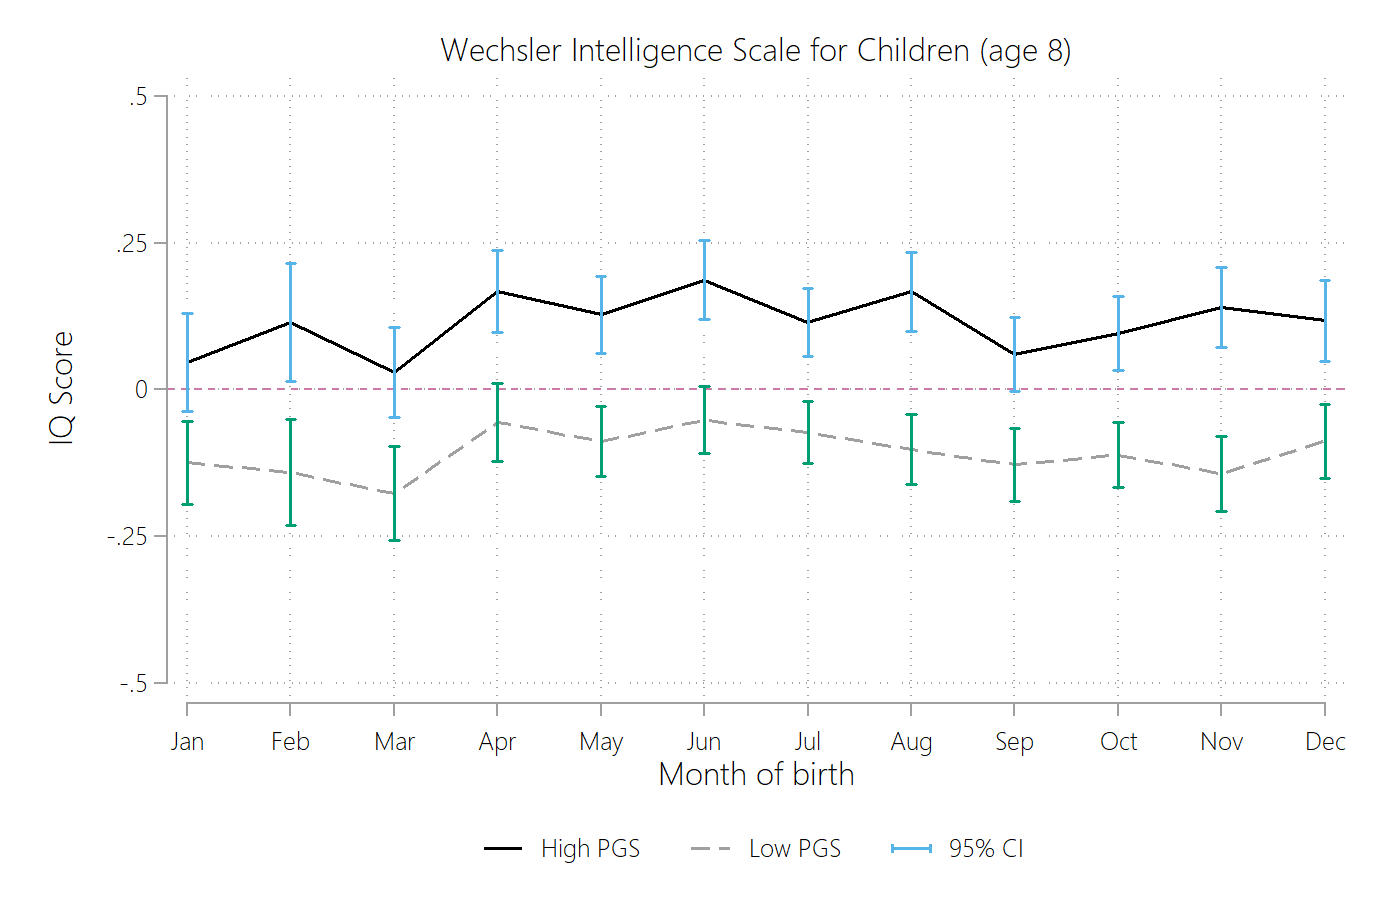 Wechsler Intelligence Scale for Children (age 8)
.5
.25
0
-.25
-.5
IQ Score
Jan Feb Mar Apr May Jun Jul Aug Sep Oct Nov Dec
Month of birth
High PGS Low PGS 95% CI